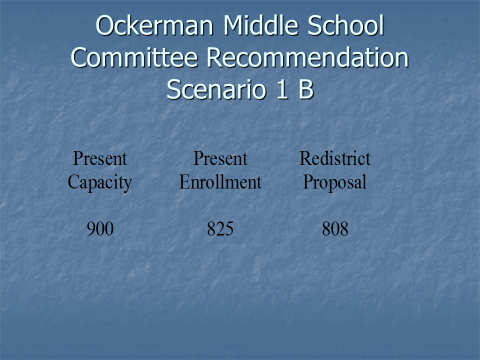 Ockerman Middle School
Committee Recommendation
Scenario 1 B
Present Present Redistrict
Capacity Enrollment Proposal
900 825 808